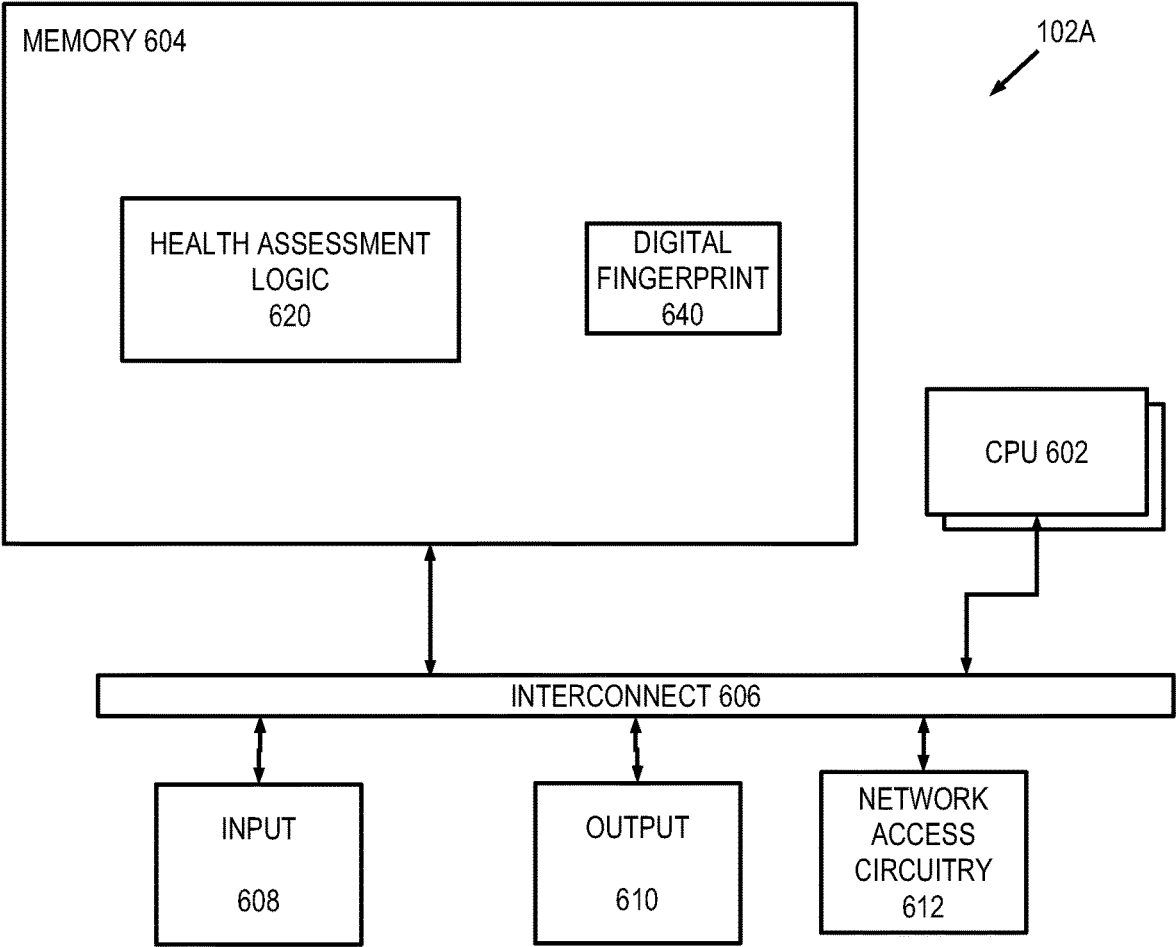 MEMORY 604
102A
HEALTH ASSESSMENT
LOGIC
620
DIGITAL
FINGERPRINT
640
CPU 602
INTERCONNECT 606
INPUT
608
OUTPUT
610
NETWORK
ACCESS
CIRCUITRY
612